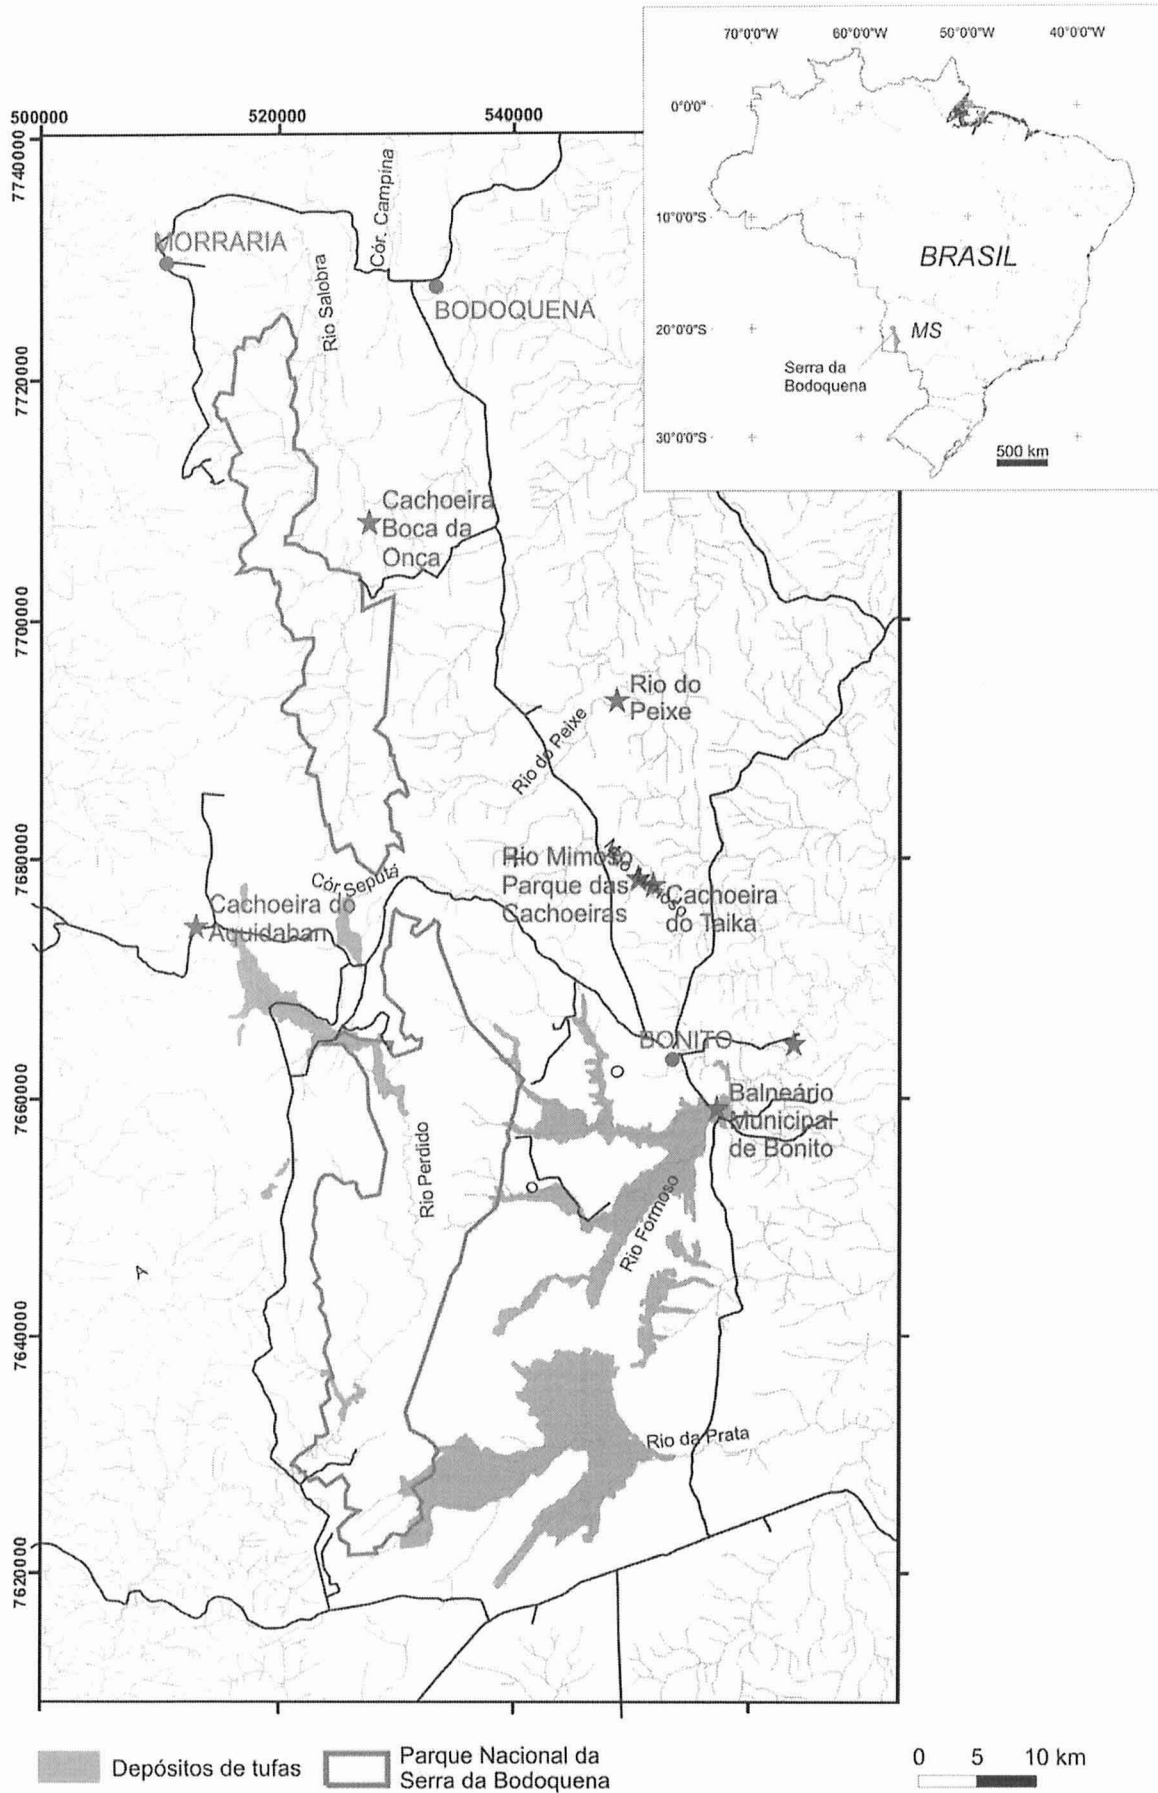 70°0'0"W
60°0'0"W
50°0'0"W
40°0'0"W
0°0'0"
10°0'0"S
20°0'0"S
30°0'0"S
BRASIL
MS
Serra da
Bodoquena
500 km
500000
520000
540000
7740000
7720000
7700000
7680000
7660000
7640000
7620000
MORRARIA
Rio Salobra
Cór. Campina
BODOQUENA
Cachoeira
Boca da
Onça
Rio do
Peixe
Rio do Peixe
Rio Mimoso
Parque das
Cachoeiras
Cachoeira
do Taika
Cór. Seputá
Cachoeira do
Aquidaban
BONITO
Balneário
Municipal
de Bonito
Rio Perdido
Rio Formoso
Rio da Prata
Depósitos de tufas
Parque Nacional da
Serra da Bodoquena
0 5 10 km